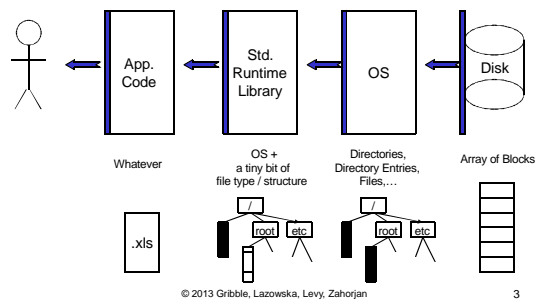 App.
Code
Std.
Runtime
Library
OS
Disk
Whatever
OS +
a tiny bit of
file type / structure
Directories,
Directory Entries,
Files,...
Array of Blocks
.xls
/
root
etc
/
root
etc
© 2013 Gribble, Lazowska, Levy, Zahorjan
3